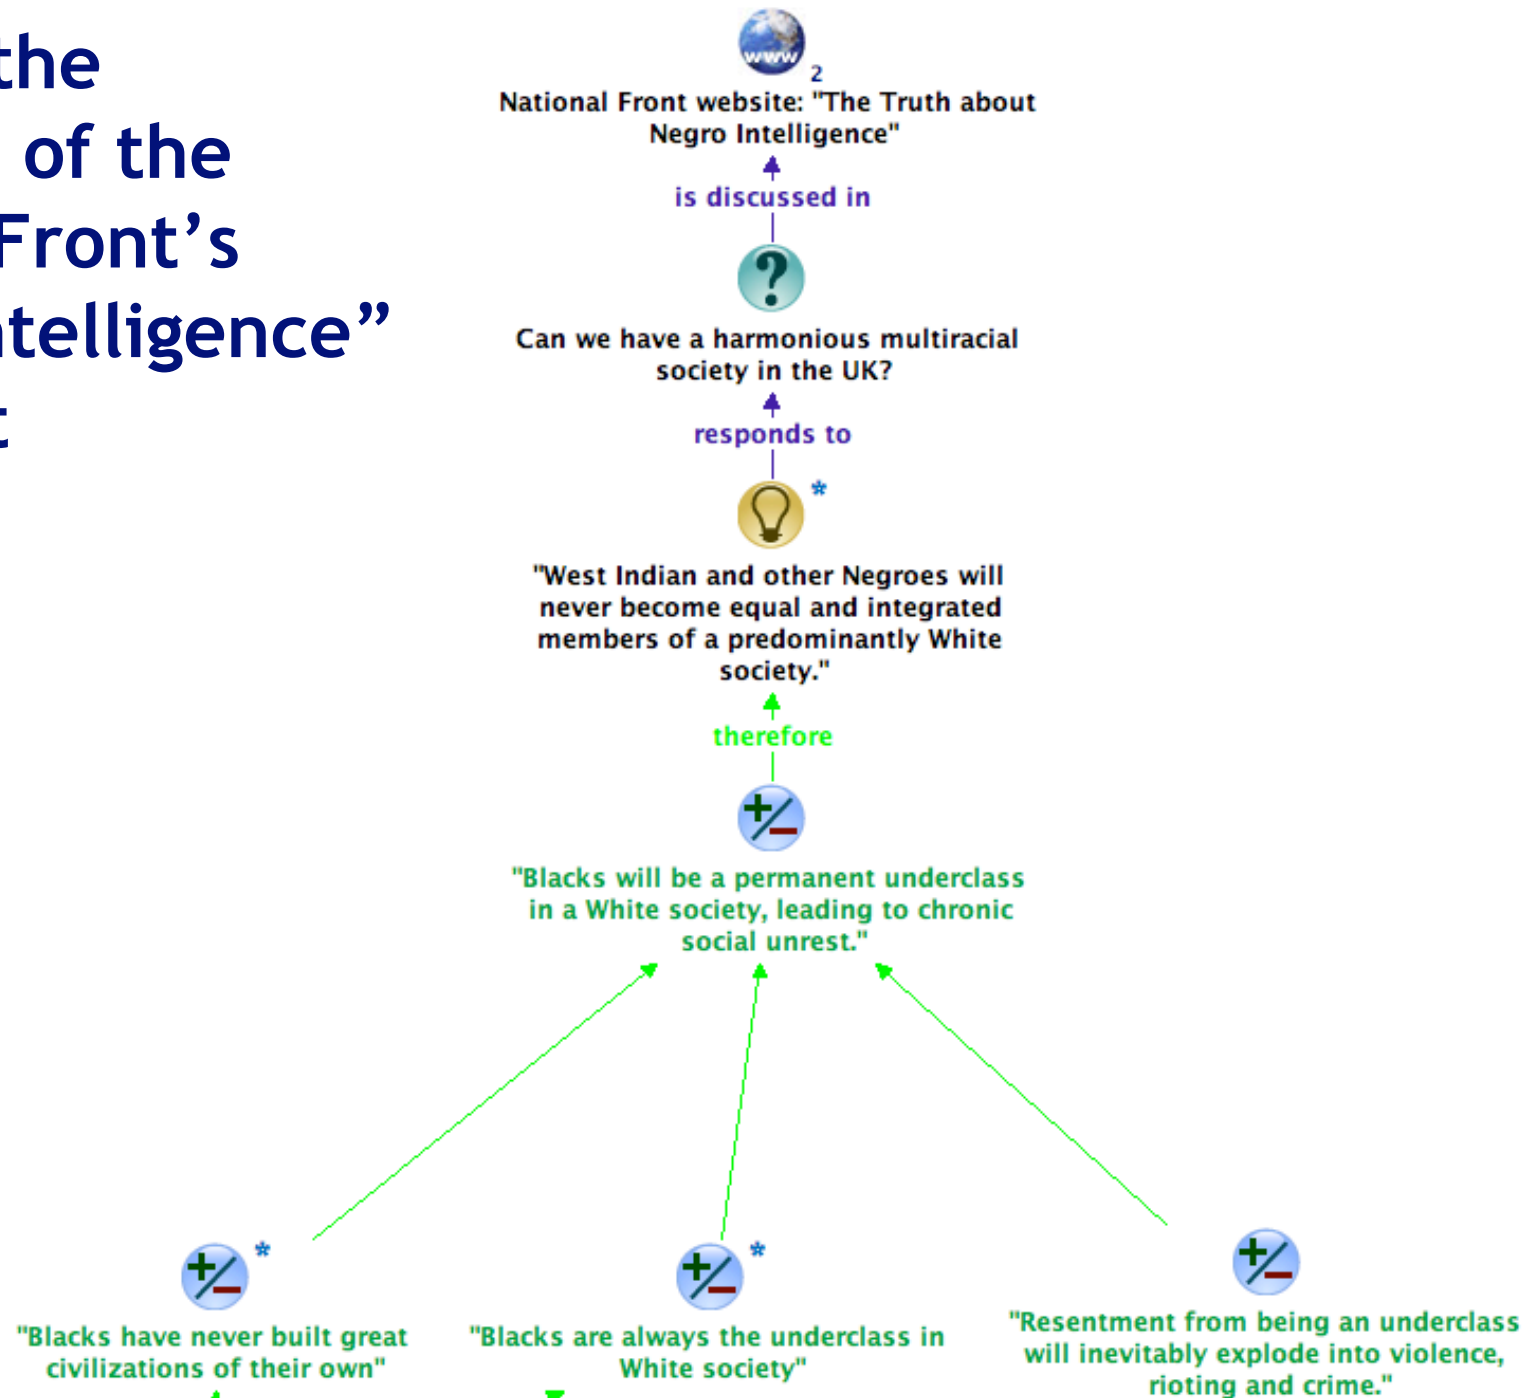 the
of the
Front's
ntelligence"
2
National Front website: "The Truth about
Negro Intelligence"
is discussed in
Can we have a harmonious multiracial
society in the UK?
responds to
*
"West Indian and other Negroes will
never become equal and integrated
members of a predominantly White
society."
therefore
"Blacks will be a permanent underclass
in a White society, leading to chronic
social unrest."
*
"Blacks have never built great
civilizations of their own"
*
"Blacks are always the underclass in
White society"
"Resentment from being an underclass
will inevitably explode into violence,
rioting and crime."